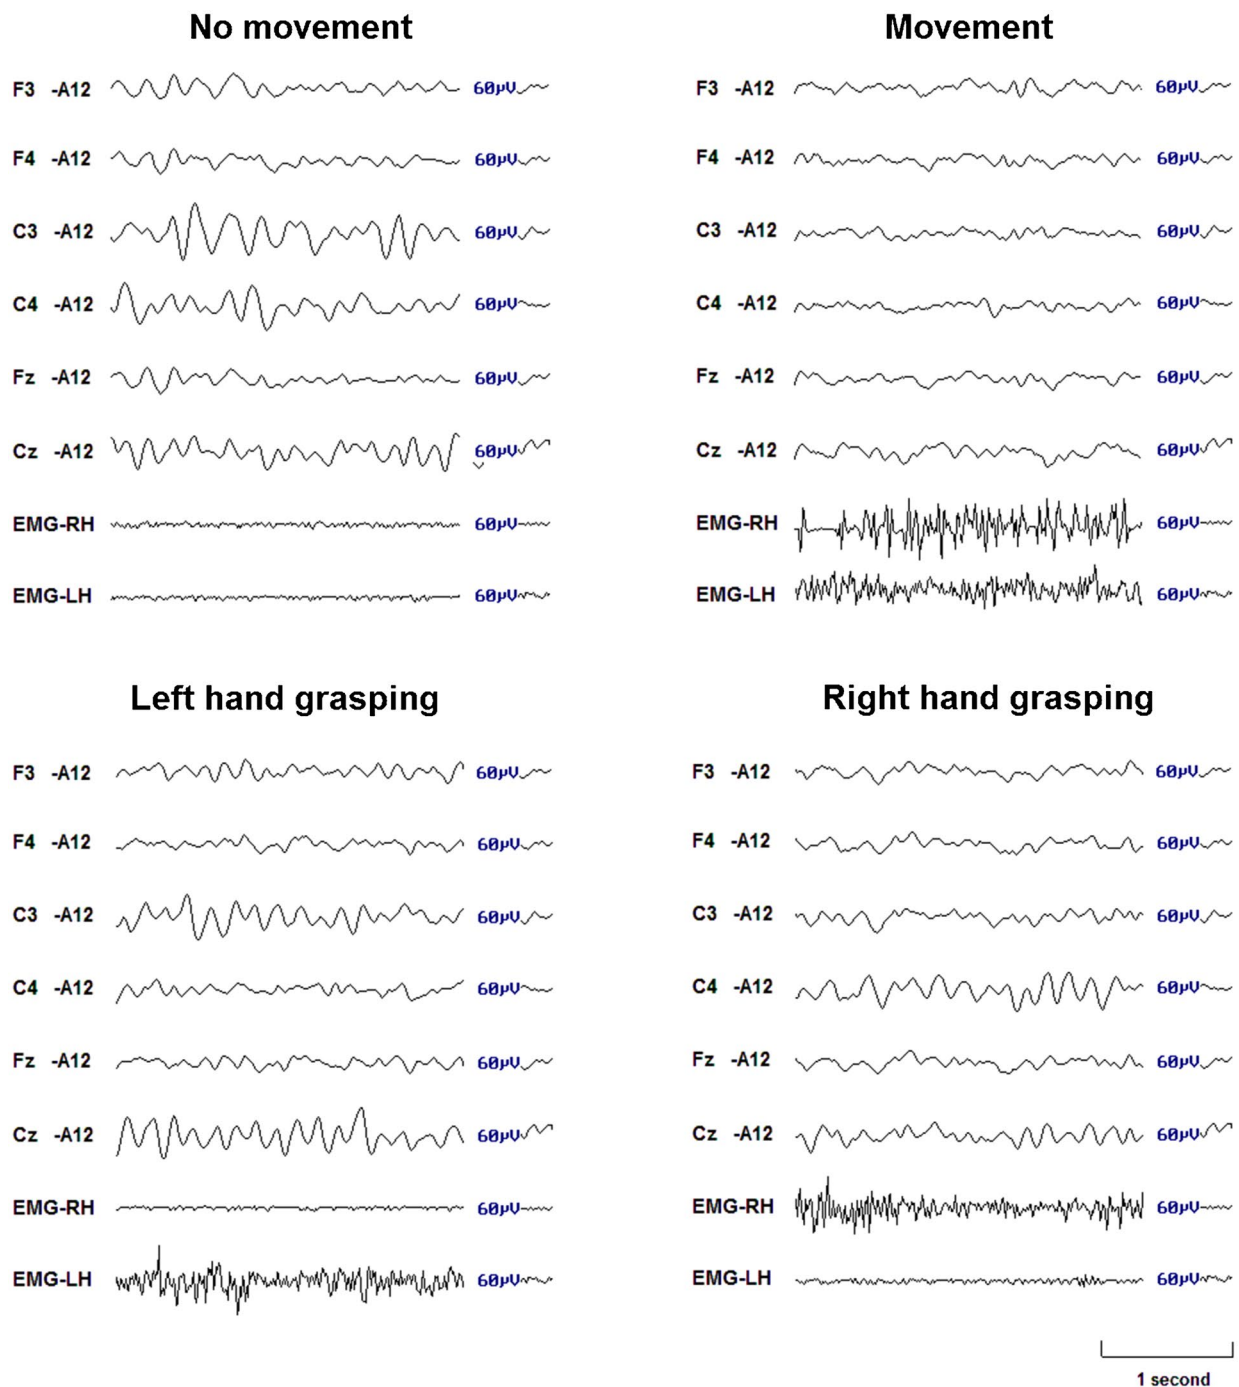 No movement
F3 -A12 60µV
F4 -A12 60µV
C3 -A12 60µV
C4 -A12 60µV
Fz -A12 60µV
Cz -A12 60µV
EMG-RH 60µV
EMG-LH 60µV
Movement
F3 -A12 60µV
F4 -A12 60µV
C3 -A12 60µV
C4 -A12 60µV
Fz -A12 60µV
Cz -A12 60µV
EMG-RH 60µV
EMG-LH 60µV
Left hand grasping
F3 -A12 60µV
F4 -A12 60µV
C3 -A12 60µV
C4 -A12 60µV
Fz -A12 60µV
Cz -A12 60µV
EMG-RH 60µV
EMG-LH 60µV
Right hand grasping
F3 -A12 60µV
F4 -A12 60µV
C3 -A12 60µV
C4 -A12 60µV
Fz -A12 60µV
Cz -A12 60µV
EMG-RH 60µV
EMG-LH 60µV
1 second